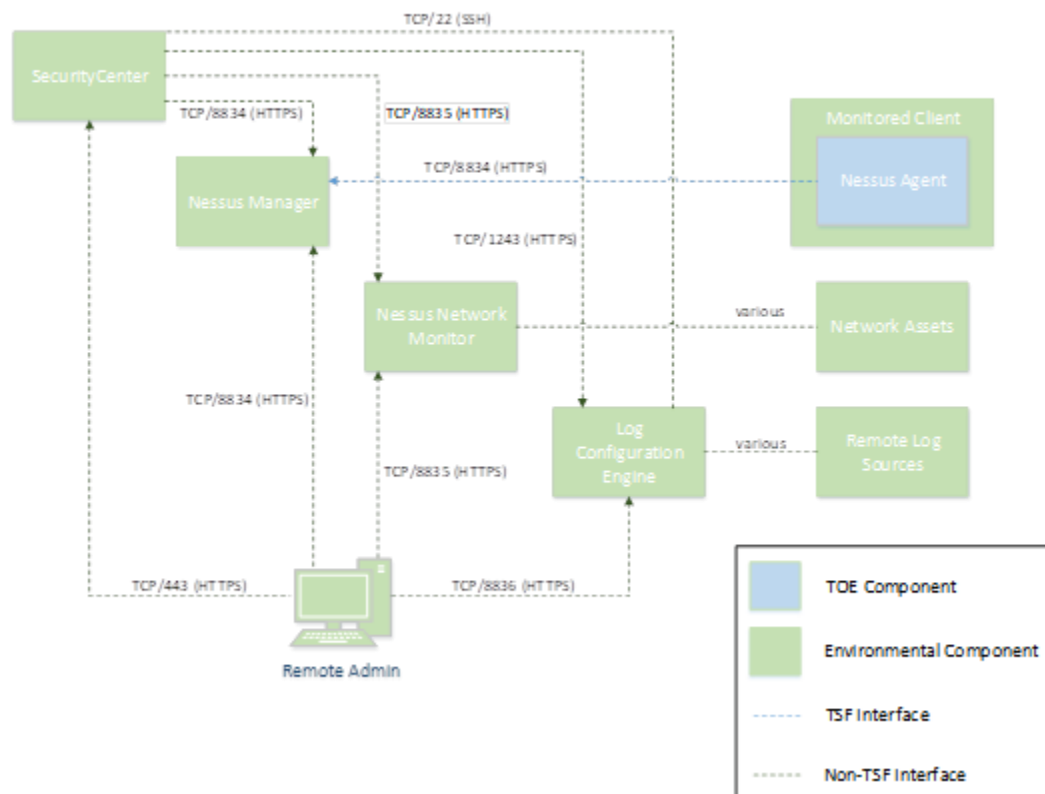 TCP/22 (SSH)
SecurityCenter
TCP/8834 (HTTPS)
TCP/8835 (HTTPS)
Monitored Client
TCP/8834 (HTTPS)
Nessus Agent
Nessus Manager
TCP/1243 (HTTPS)
Nessus Network
Monitor
various
Network Assets
TCP/8834 (HTTPS)
Log
Configuration
Engine
various
Remote Log
Sources
TCP/8835 (HTTPS)
TCP/443 (HTTPS)
TCP/8836 (HTTPS)
Remote Admin
TOE Component
Environmental Component
TSF Interface
Non-TSF Interface